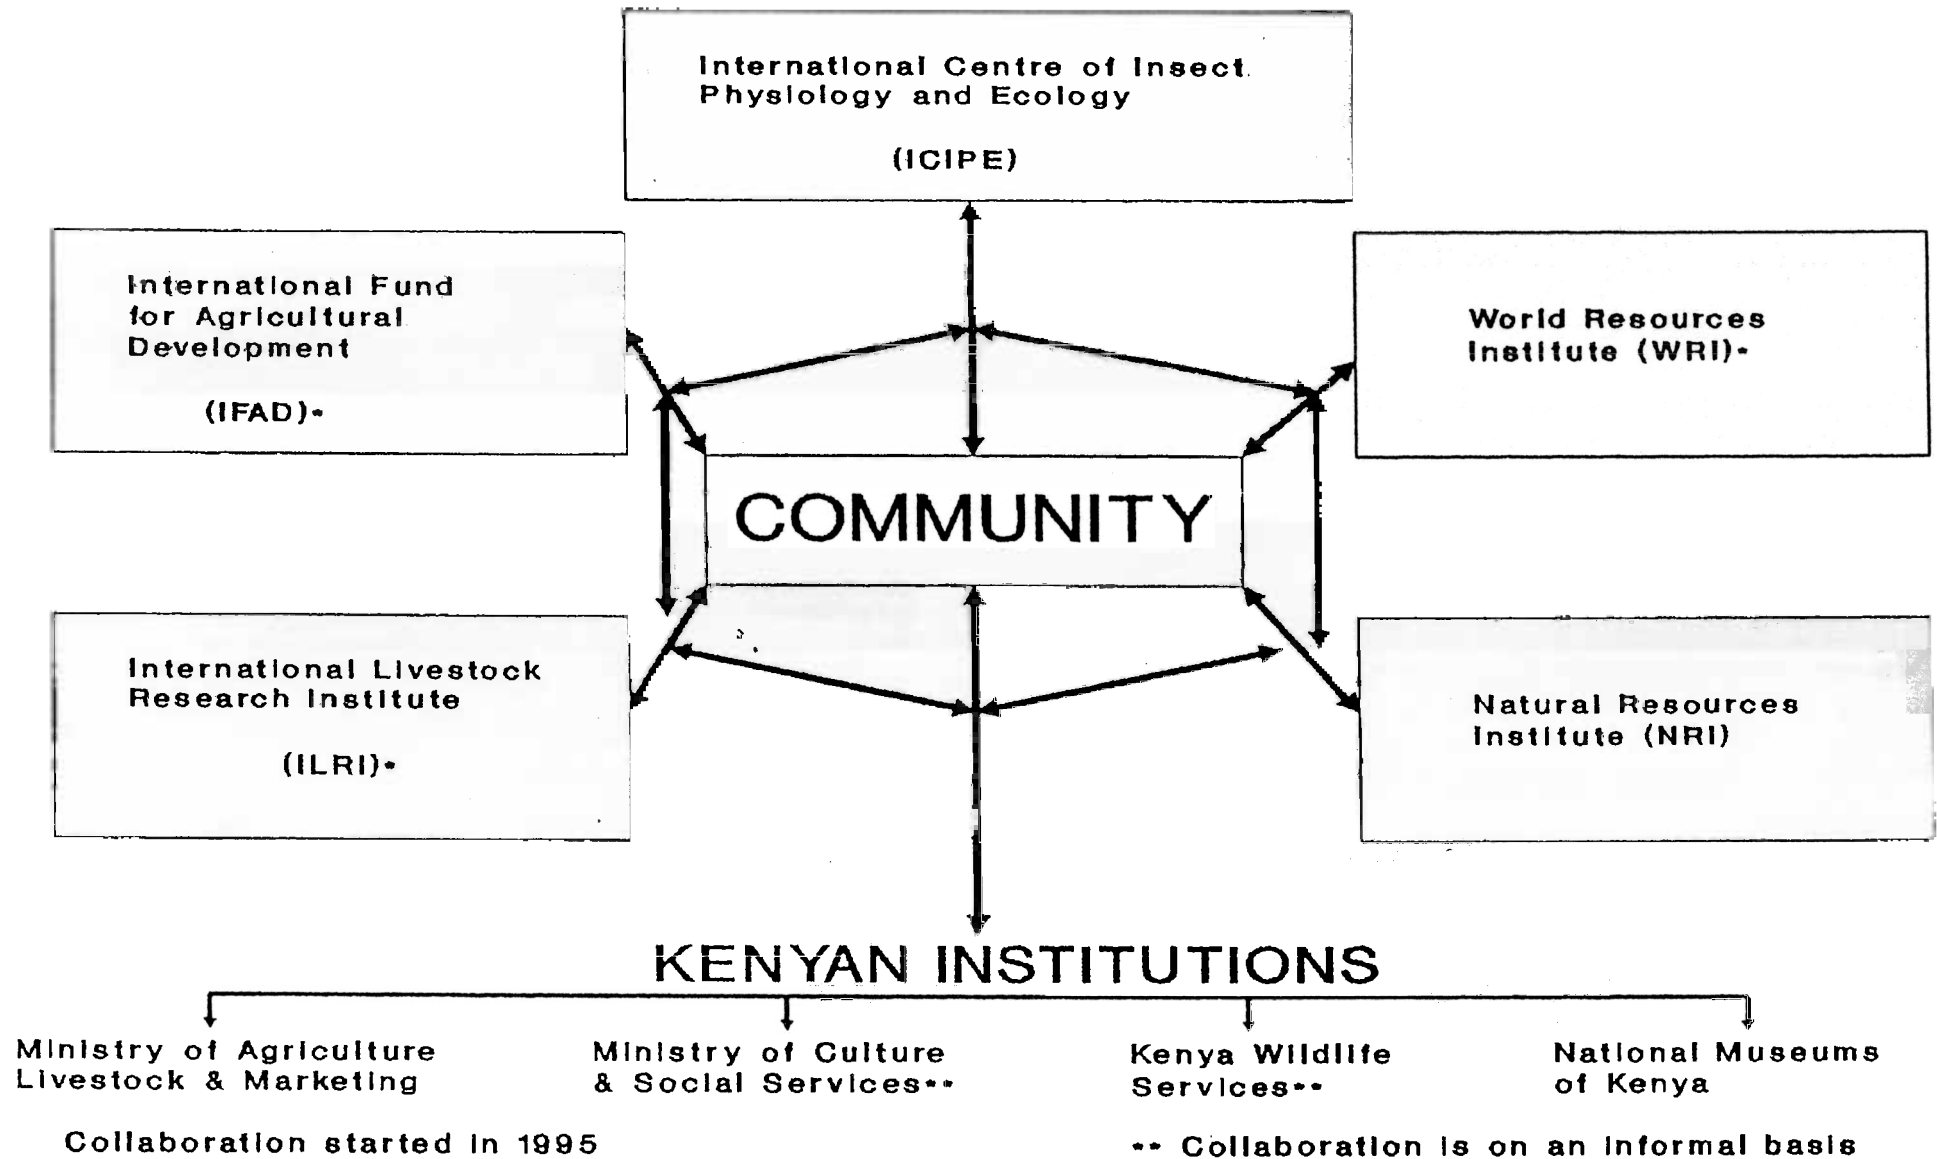 International Centre of Insect
Physiology and Ecology
(ICIPE)
International Fund
for Agricultural
Development
(IFAD)*
World Resources
Institute (WRI)*
COMMUNITY
International Livestock
Research Institute
(ILRI)*
Natural Resources
Institute (NRI)
KENYAN INSTITUTIONS
Ministry of Agriculture
Livestock & Marketing
Ministry of Culture
& Social Services**
Kenya Wildlife
Services**
National Museums
of Kenya
Collaboration started in 1995
** Collaboration is on an informal basis